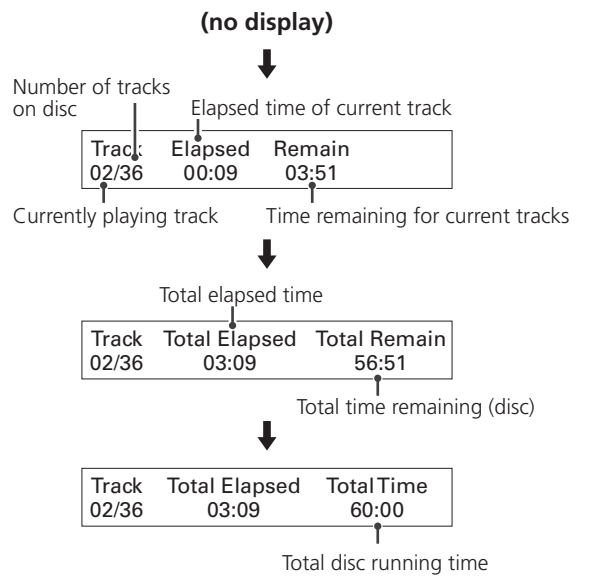 (no display)
Number of tracks
on disc
Elapsed time of current track
Track Elapsed Remain
02/36 00:09 03:51
Currently playing track
Time remaining for current tracks
Total elapsed time
Track Total Elapsed Total Remain
02/36 03:09 56:51
Total time remaining (disc)
Track Total Elapsed Total Time
02/36 03:09 60:00
Total disc running time